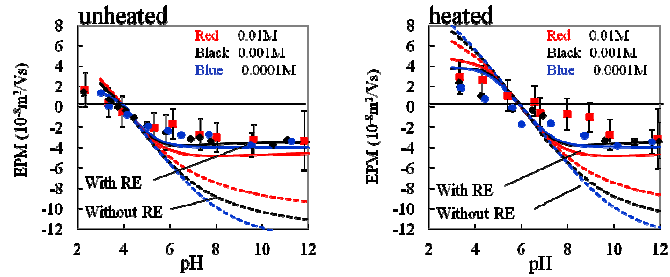 unheated
Red 0.01M
Black 0.001M
Blue 0.0001M
EPM (10⁻⁸m²/Vs)
8
6
4
2
0
-2
-4
-6
-8
-10
-12
With RE
Without RE
2 4 6 8 10 12
pH
heated
Red 0.01M
Black 0.001M
Blue 0.0001M
EPM (10⁻⁸m²/Vs)
8
6
4
2
0
-2
-4
-6
-8
-10
-12
With RE
Without RE
2 4 6 8 10 12
pH